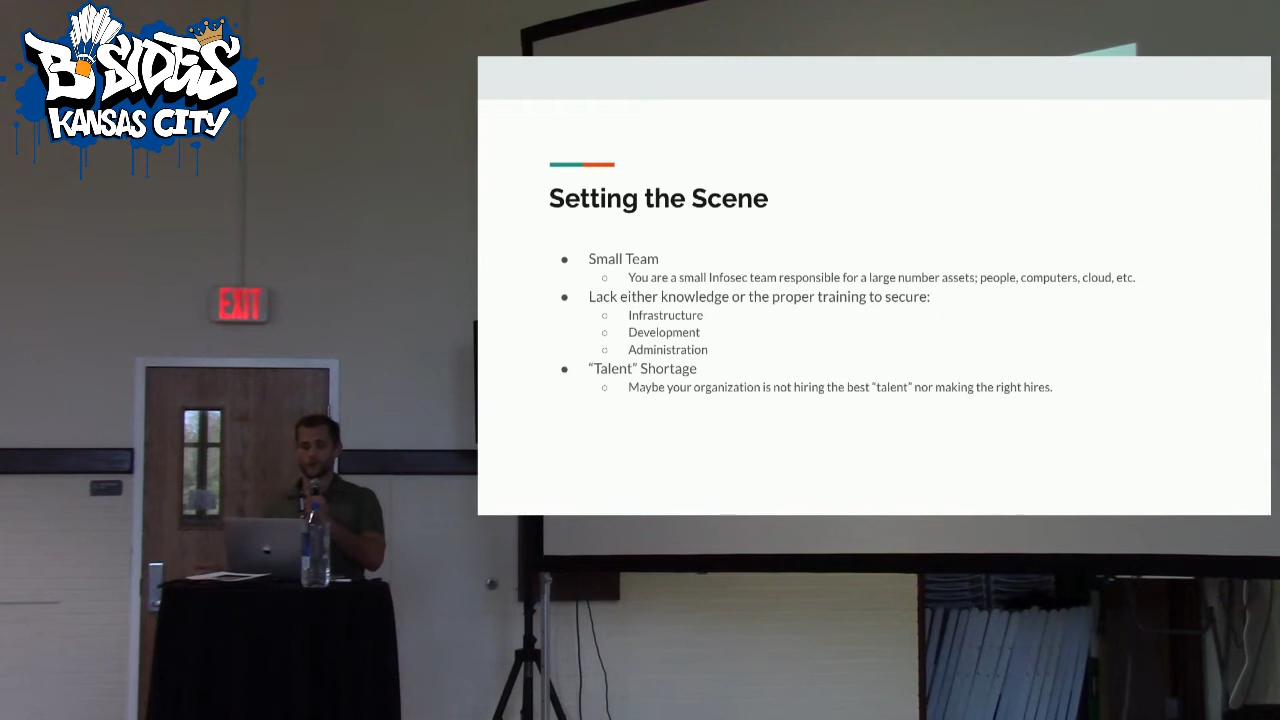 BSIDES
KANSAS CITY
EXIT
Setting the Scene
● Small Team
○ You are a small Infosec team responsible for a large number assets; people, computers, cloud, etc.
● Lack either knowledge or the proper training to secure:
○ Infrastructure
○ Development
○ Administration
● “Talent” Shortage
○ Maybe your organization is not hiring the best “talent” nor making the right hires.